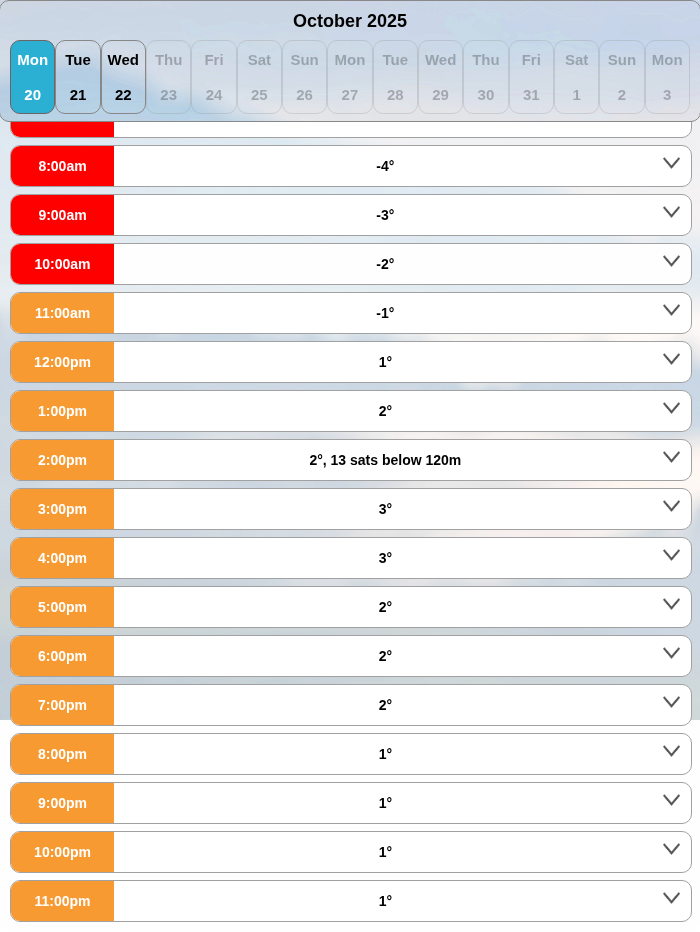 October 2025
Mon Tue Wed Thu Fri Sat Sun Mon Tue Wed Thu Fri Sat Sun Mon
20 21 22 23 24 25 26 27 28 29 30 31 1 2 3
8:00am -4°
9:00am -3°
10:00am -2°
11:00am -1°
12:00pm 1°
1:00pm 2°
2:00pm 2°, 13 sats below 120m
3:00pm 3°
4:00pm 3°
5:00pm 2°
6:00pm 2°
7:00pm 2°
8:00pm 1°
9:00pm 1°
10:00pm 1°
11:00pm 1°